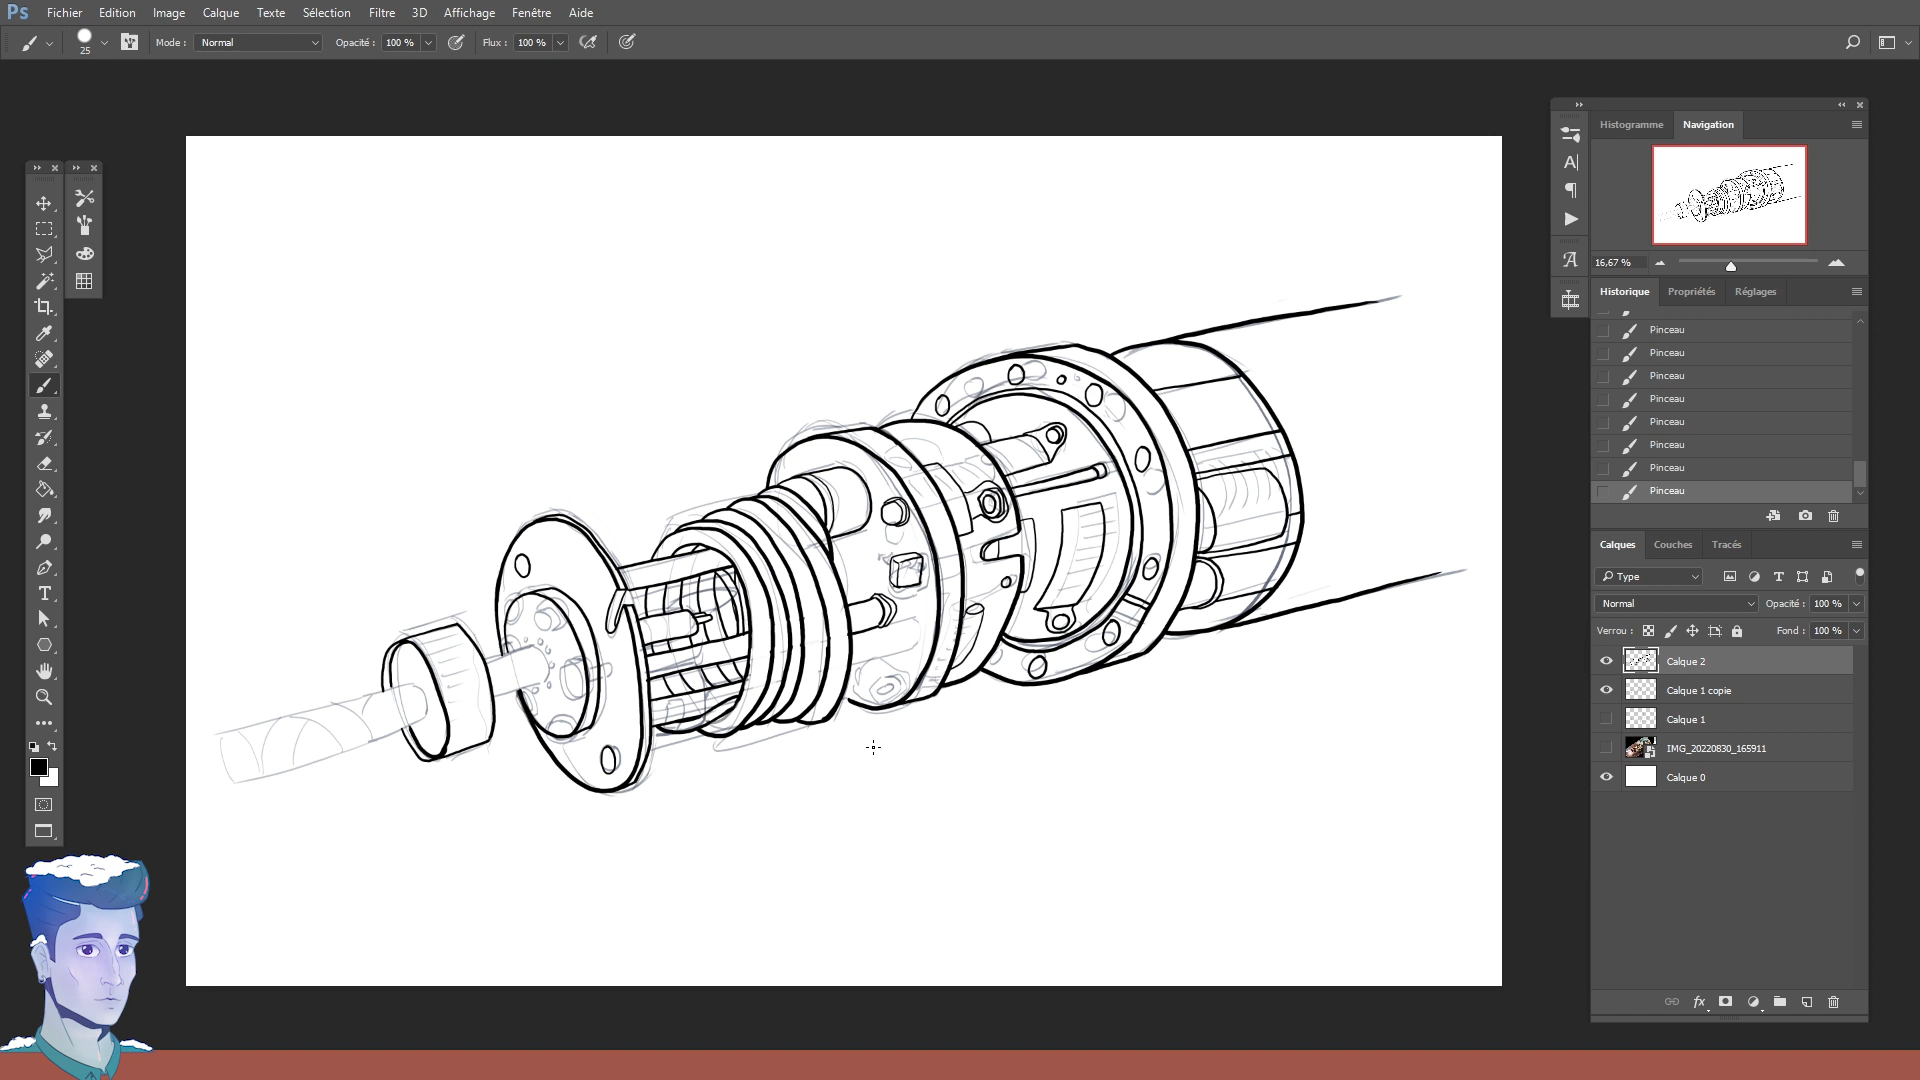 Ps Fichier Edition Image Calque Texte Sélection Filtre 3D Affichage Fenêtre Aide
25 Mode : Normal Opacité : 100 % Flux : 100 %
Histogramme Navigation
16,67 %
Historique Propriétés Réglages
Pinceau
Pinceau
Pinceau
Pinceau
Pinceau
Pinceau
Pinceau
Pinceau
Calques Couches Tracés
Type
Normal Opacité : 100 %
Verrou : Fond : 100 %
Calque 2
Calque 1 copie
Calque 1
IMG_20220830_165911
Calque 0
fx